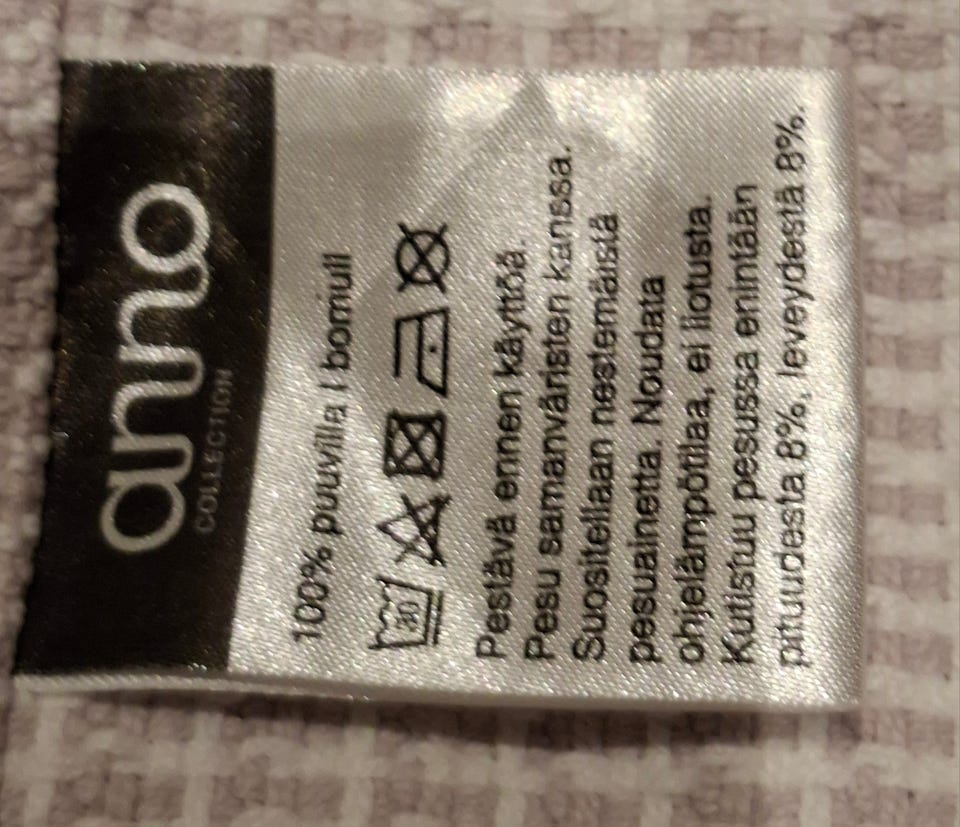 anno
COLLECTION
100% puuvilla | bomull
30
Pestävä ennen käyttöä.
Pesu samanväristen kanssa.
Suositellaan nestemäistä
pesuainetta. Noudata
ohjelämpötilaa, ei liotusta.
Kutistuu pesussa enintään
pituudesta 8%, leveydestä 8%.